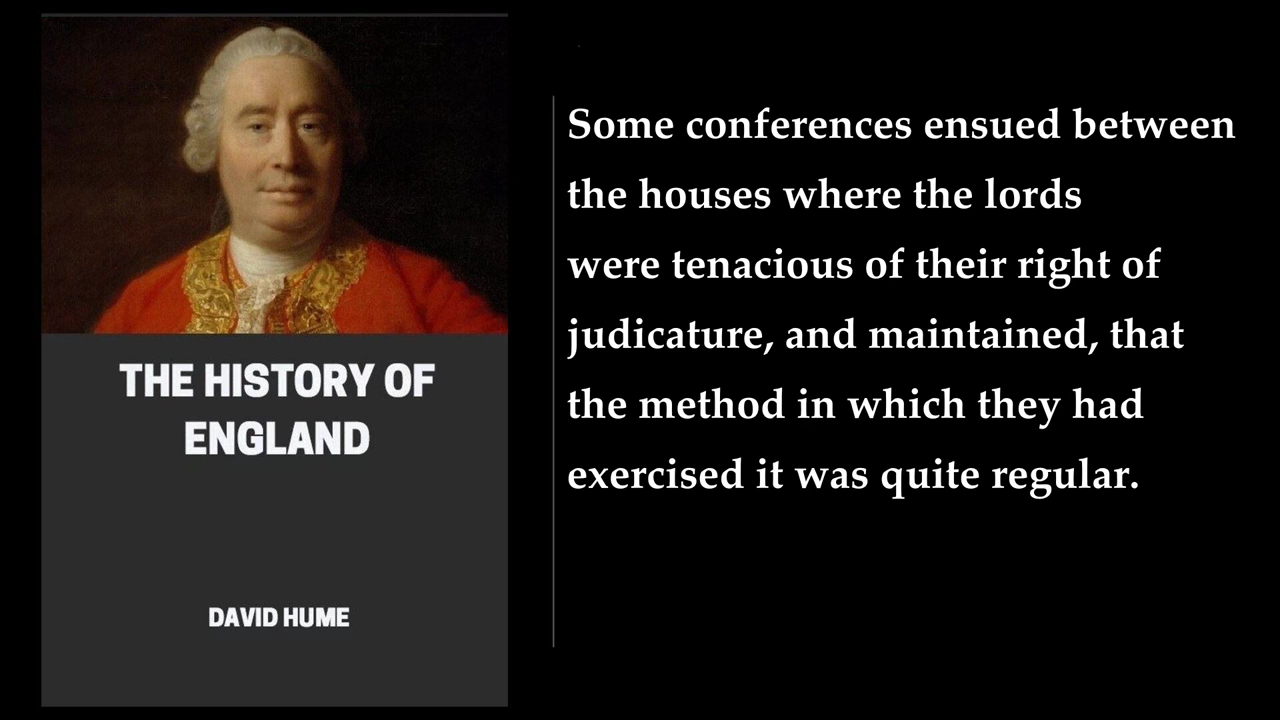 THE HISTORY OF
ENGLAND
DAVID HUME
Some conferences ensued between
the houses where the lords
were tenacious of their right of
judicature, and maintained, that
the method in which they had
exercised it was quite regular.